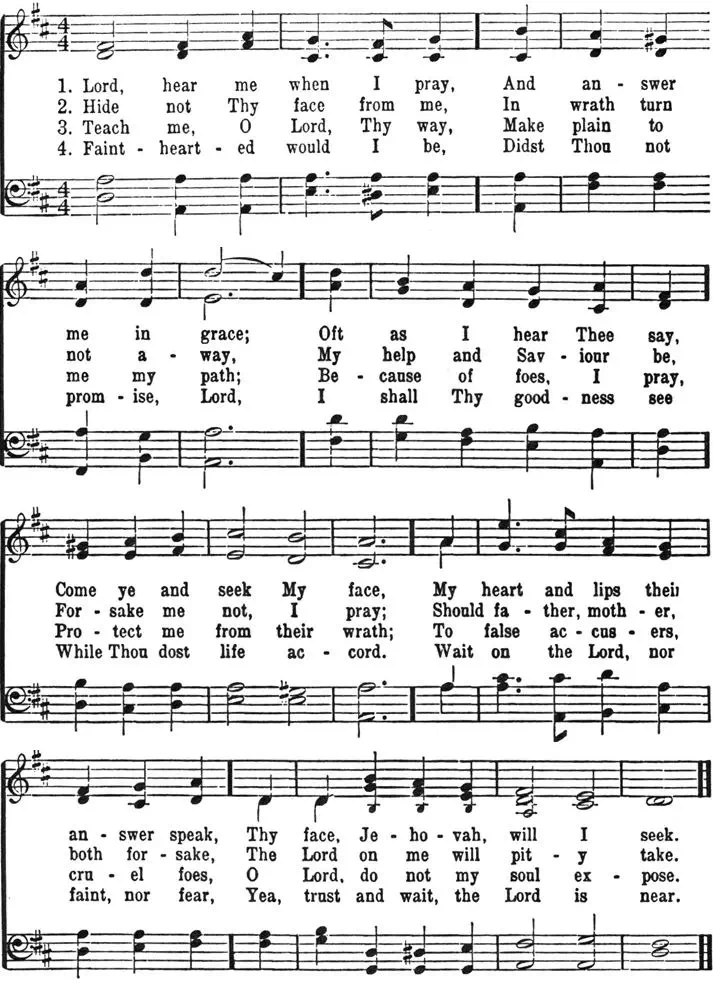 4
4
1. Lord, hear me when I pray, And an - swer
2. Hide not Thy face from me, In wrath turn
3. Teach me, O Lord, Thy way, Make plain to
4. Faint - heart - ed would I be, Didst Thou not
4
4
me in grace; Oft as I hear Thee say,
not a - way, My help and Sav - iour be,
me my path; Be - cause of foes, I pray,
prom - ise, Lord, I shall Thy good - ness see
Come ye and seek My face, My heart and lips their
For - sake me not, I pray; Should fa - ther, moth - er,
Pro - tect me from their wrath; To false ac - cus - ers,
While Thou dost life ac - cord. Wait on the Lord, nor
an - swer speak, Thy face, Je - ho - vah, will I seek.
both for - sake, The Lord on me will pit - y take.
cru - el foes, O Lord, do not my soul ex - pose.
faint, nor fear, Yea, trust and wait, the Lord is near.